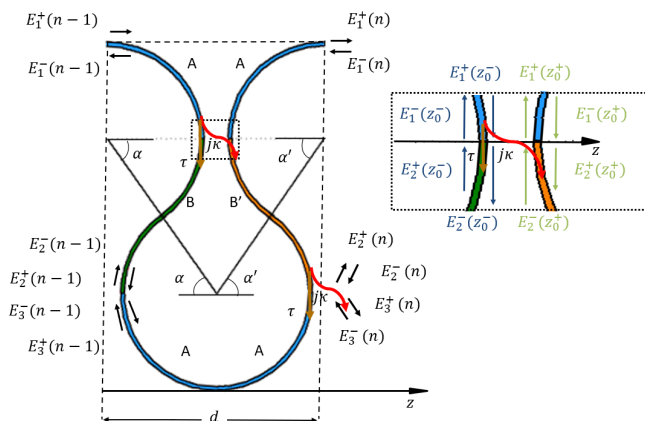 E₁⁺(n−1)
E₁⁻(n−1)
E₁⁺(n)
E₁⁻(n)
A A
α α′
τ jκ
B B′
α α′
E₂⁻(n−1)
E₂⁺(n−1)
E₃⁻(n−1)
E₃⁺(n−1)
E₂⁺(n)
E₂⁻(n)
E₃⁺(n)
E₃⁻(n)
τ jκ
A A
d z
E₁⁺(z₀⁻) E₁⁺(z₀⁺)
E₁⁻(z₀⁻) E₁⁻(z₀⁺)
τ jκ z
E₂⁺(z₀⁻) E₂⁺(z₀⁺)
E₂⁻(z₀⁻) E₂⁻(z₀⁺)